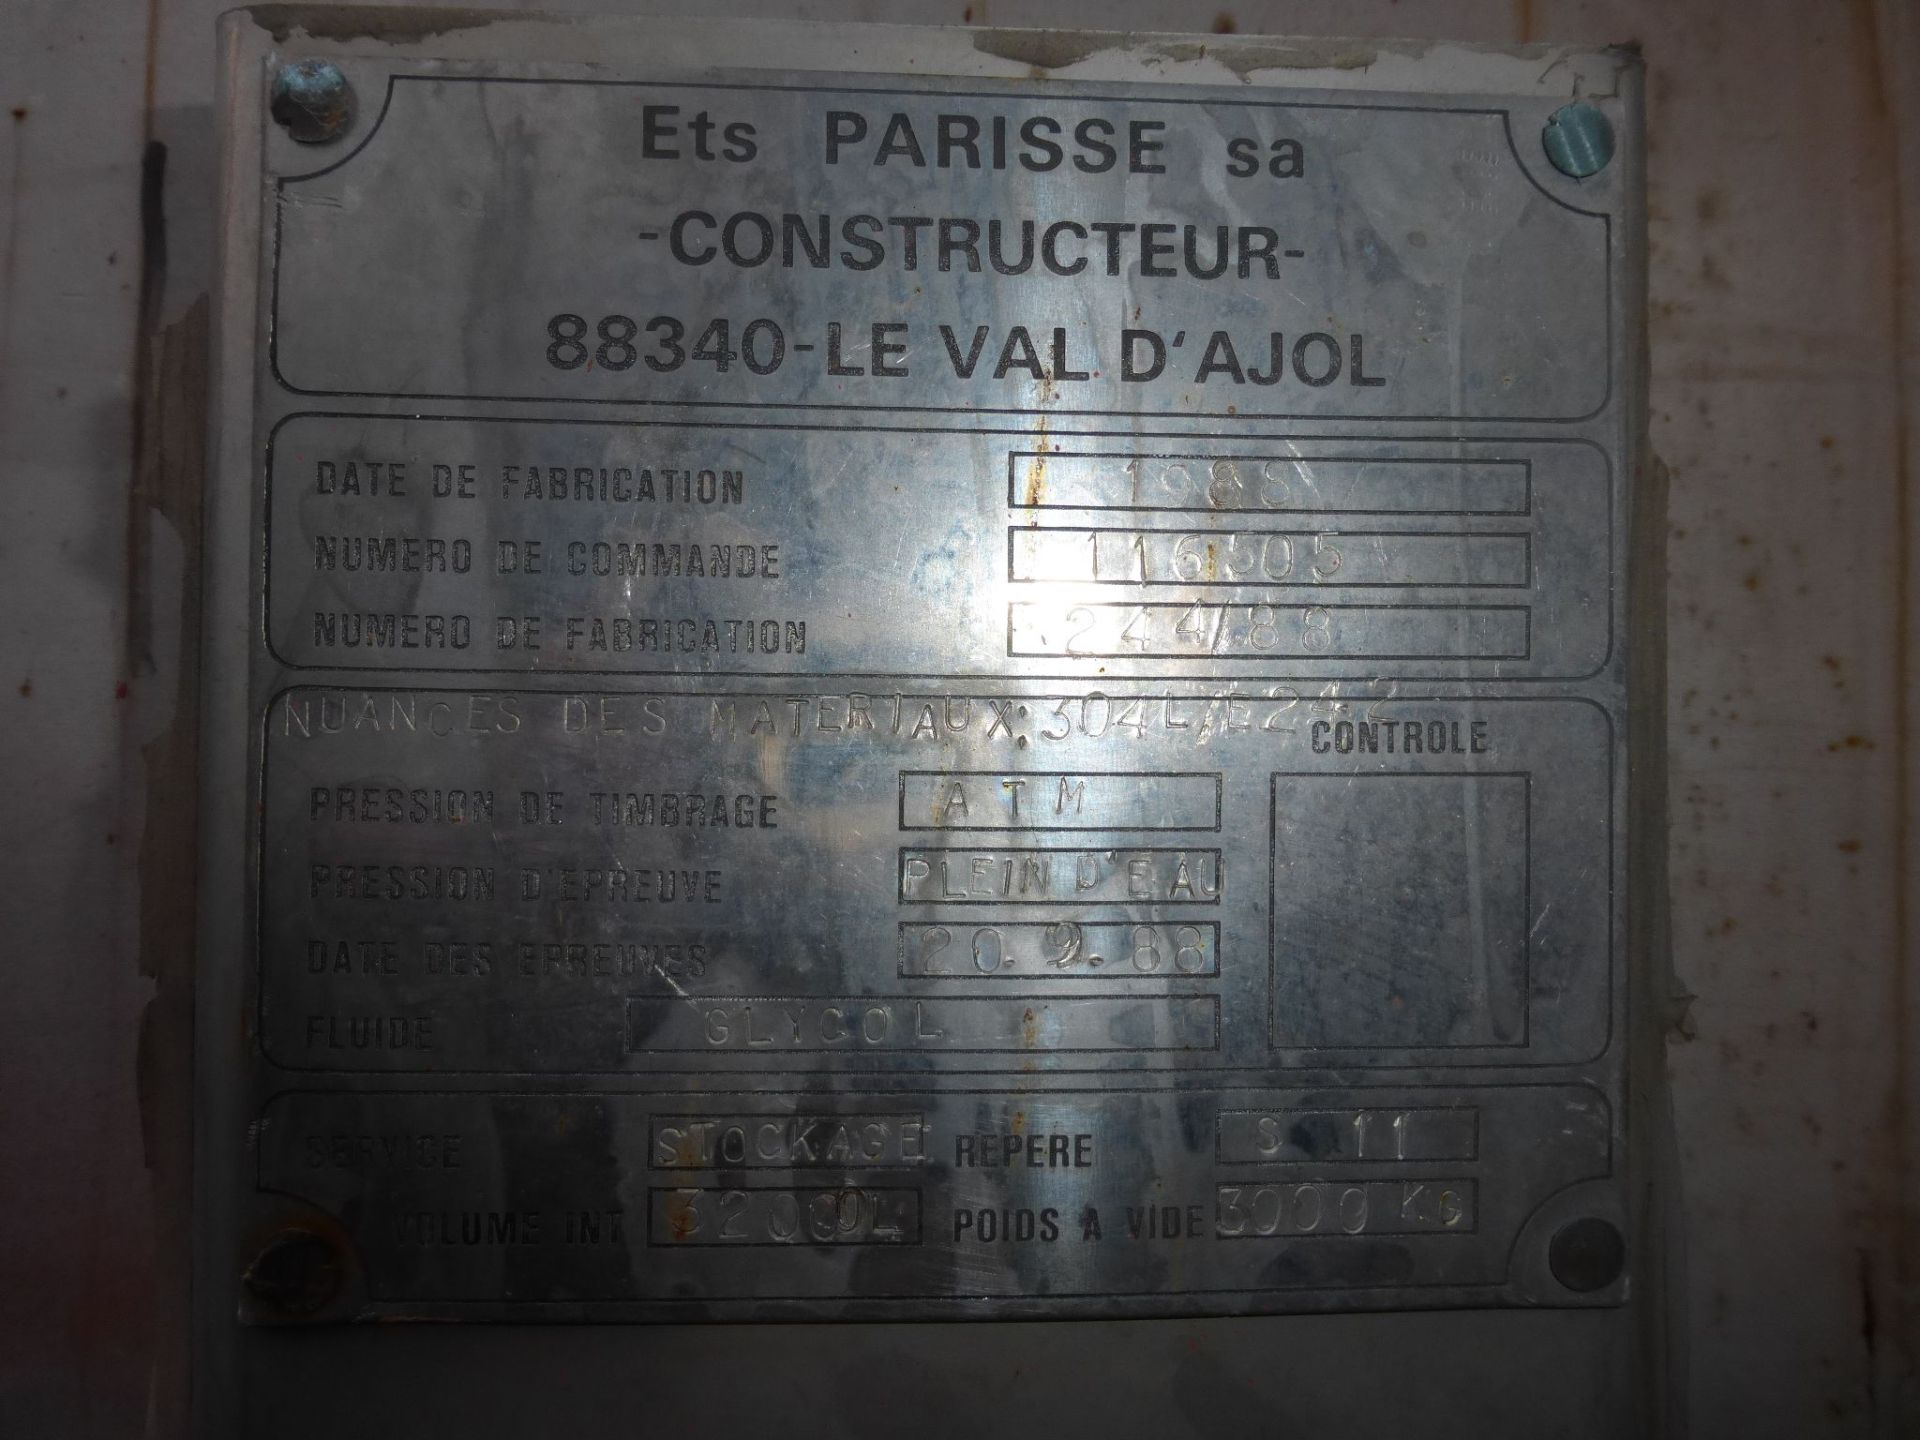 Ets PARISSE sa
-CONSTRUCTEUR-
88340-LE VAL D'AJOL
DATE DE FABRICATION 1988
NUMERO DE COMMANDE 116305
NUMERO DE FABRICATION 244/88
NUANCES DES MATERIAUX: 304L/E24.2
CONTROLE
PRESSION DE TIMBRAGE ATM
PRESSION D'EPREUVE PLEIN D'EAU
DATE DES EPREUVES 20.9.88
FLUIDE GLYCOL
SERVICE STOCKAGE REPERE S 11
VOLUME INT 32000L POIDS A VIDE 3000 KG